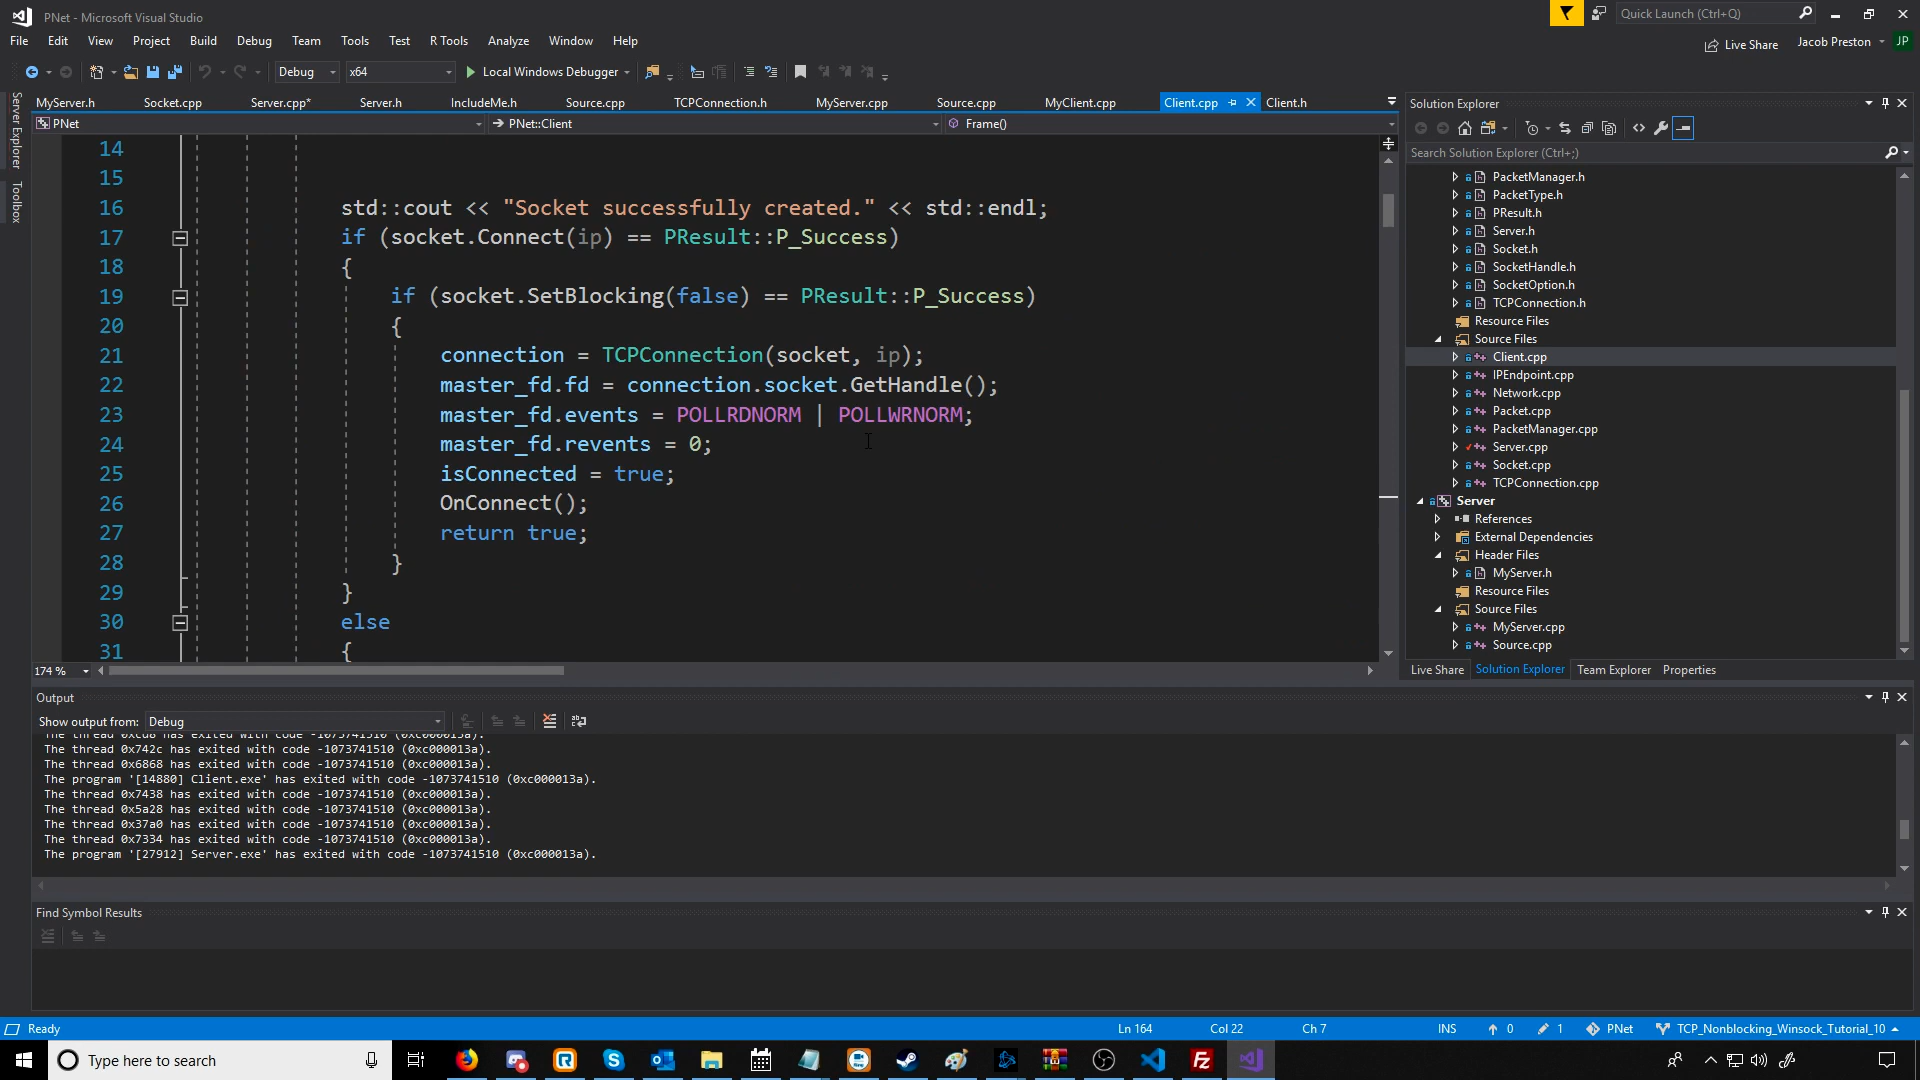 PNet - Microsoft Visual Studio
Quick Launch (Ctrl+Q)
File Edit View Project Build Debug Team Tools Test R Tools Analyze Window Help
Live Share Jacob Preston JP
Debug x64 Local Windows Debugger
MyServer.h Socket.cpp Server.cpp* Server.h IncludeMe.h Source.cpp TCPConnection.h MyServer.cpp Source.cpp MyClient.cpp Client.cpp Client.h
PNet PNet::Client Frame()
Server Explorer
Toolbox
14
15
16 std::cout << "Socket successfully created." << std::endl;
17 if (socket.Connect(ip) == PResult::P_Success)
18 {
19 if (socket.SetBlocking(false) == PResult::P_Success)
20 {
21 connection = TCPConnection(socket, ip);
22 master_fd.fd = connection.socket.GetHandle();
23 master_fd.events = POLLRDNORM | POLLWRNORM;
24 master_fd.revents = 0;
25 isConnected = true;
26 OnConnect();
27 return true;
28 }
29 }
30 else
31 {
174 %
Solution Explorer
Search Solution Explorer (Ctrl+;)
PacketManager.h
PacketType.h
PResult.h
Server.h
Socket.h
SocketHandle.h
SocketOption.h
TCPConnection.h
Resource Files
Source Files
Client.cpp
IPEndpoint.cpp
Network.cpp
Packet.cpp
PacketManager.cpp
Server.cpp
Socket.cpp
TCPConnection.cpp
Server
References
External Dependencies
Header Files
MyServer.h
Resource Files
Source Files
MyServer.cpp
Source.cpp
Live Share Solution Explorer Team Explorer Properties
Output
Show output from: Debug
The thread 0xcd8 has exited with code -1073741510 (0xc000013a).
The thread 0x742c has exited with code -1073741510 (0xc000013a).
The thread 0x6868 has exited with code -1073741510 (0xc000013a).
The program '[14880] Client.exe' has exited with code -1073741510 (0xc000013a).
The thread 0x7438 has exited with code -1073741510 (0xc000013a).
The thread 0x5a28 has exited with code -1073741510 (0xc000013a).
The thread 0x37a0 has exited with code -1073741510 (0xc000013a).
The thread 0x7334 has exited with code -1073741510 (0xc000013a).
The program '[27912] Server.exe' has exited with code -1073741510 (0xc000013a).
Find Symbol Results
Ready Ln 164 Col 22 Ch 7 INS 0 1 PNet TCP_Nonblocking_Winsock_Tutorial_10
Type here to search